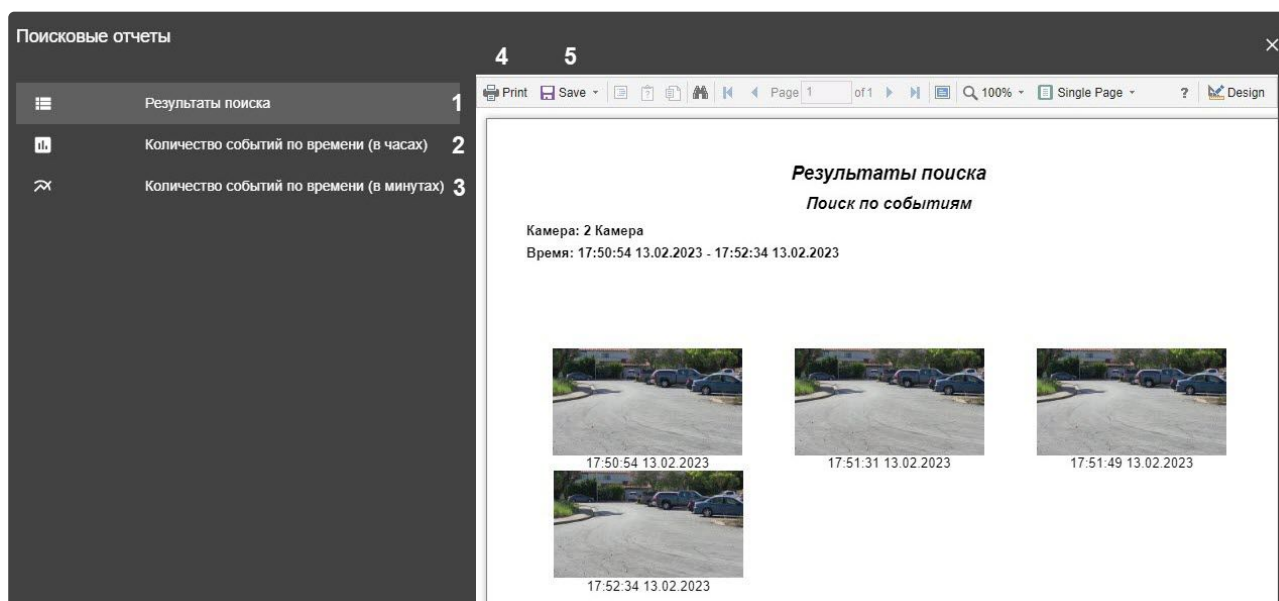 Поисковые отчеты
4 5
Print Save Page 1 of 1 100% Single Page ? Design
Результаты поиска 1
Количество событий по времени (в часах) 2
Количество событий по времени (в минутах) 3
Результаты поиска
Поиск по событиям
Камера: 2 Камера
Время: 17:50:54 13.02.2023 - 17:52:34 13.02.2023
17:50:54 13.02.2023 17:51:31 13.02.2023 17:51:49 13.02.2023
17:52:34 13.02.2023